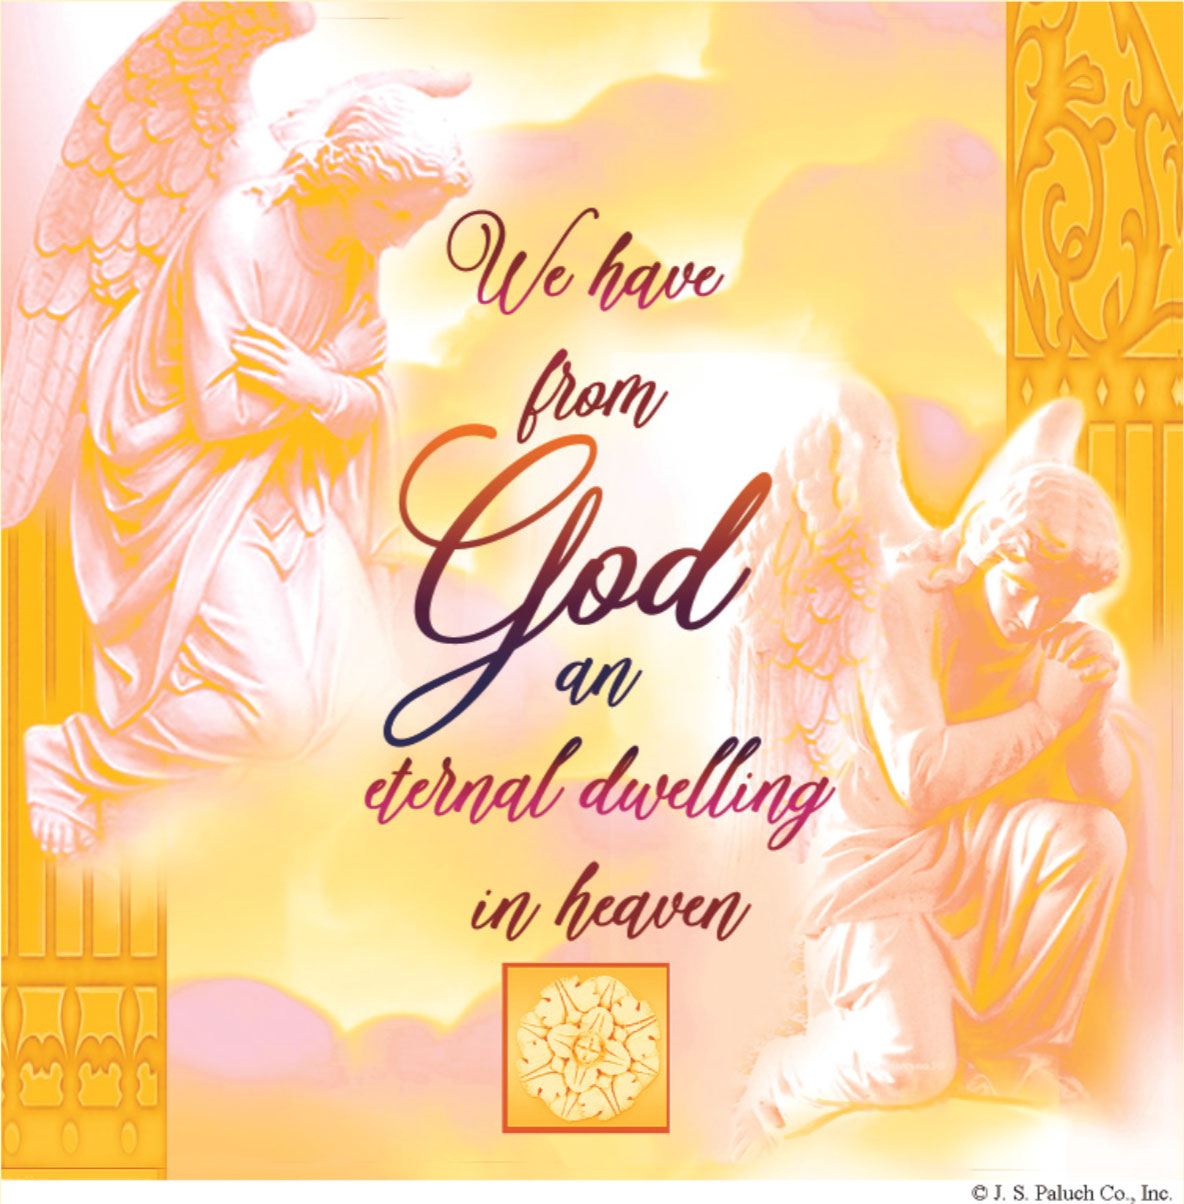 We have
from
God
an
eternal dwelling
in heaven
© J. S. Paluch Co., Inc.